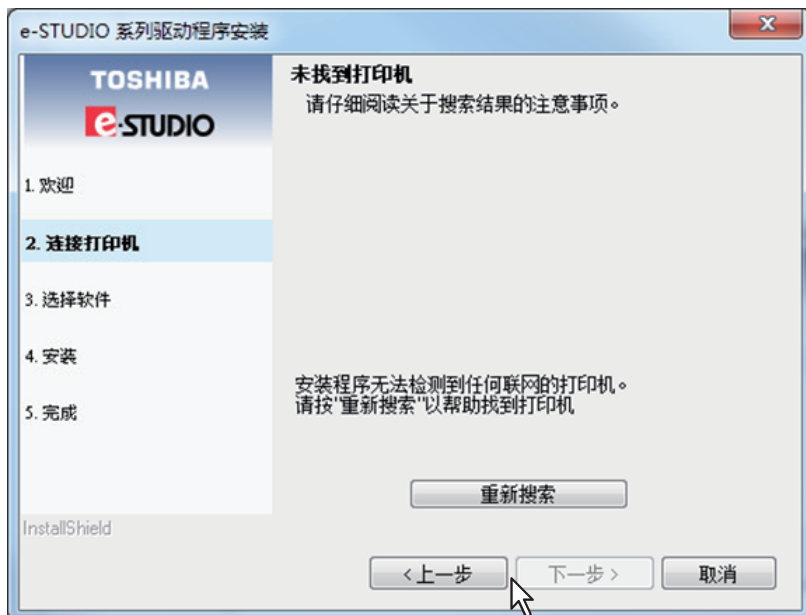 e-STUDIO 系列驱动程序安装
TOSHIBA
e-STUDIO
1. 欢迎
2. 连接打印机
3. 选择软件
4. 安装
5. 完成
InstallShield
未找到打印机
请仔细阅读关于搜索结果的注意事项。
安装程序无法检测到任何联网的打印机。
请按"重新搜索"以帮助找到打印机
重新搜索
<上一步
下一步>
取消